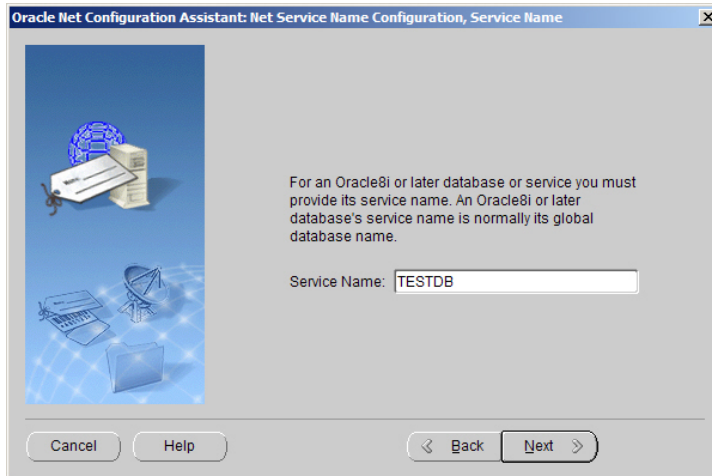 Oracle Net Configuration Assistant: Net Service Name Configuration, Service Name
For an Oracle8i or later database or service you must
provide its service name. An Oracle8i or later
database's service name is normally its global
database name.
Service Name: TESTDB
Cancel Help Back Next